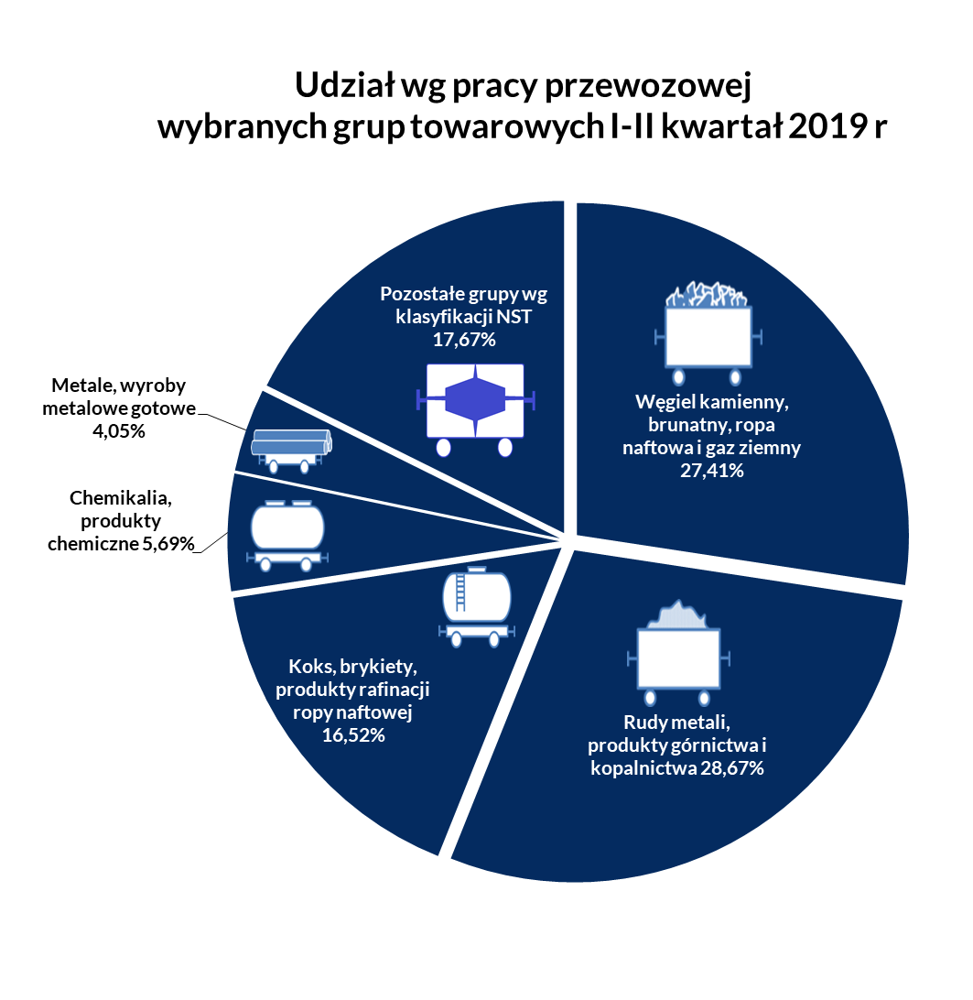 Udział wg pracy przewozowej
wybranych grup towarowych I-II kwartał 2019 r
Pozostałe grupy wg
klasyfikacji NST
17,67%
Węgiel kamienny,
brunatny, ropa
naftowa i gaz ziemny
27,41%
Metale, wyroby
metalowe gotowe
4,05%
Chemikalia,
produkty
chemiczne 5,69%
Koks, brykiety,
produkty rafinacji
ropy naftowej
16,52%
Rudy metali,
produkty górnictwa i
kopalnictwa 28,67%